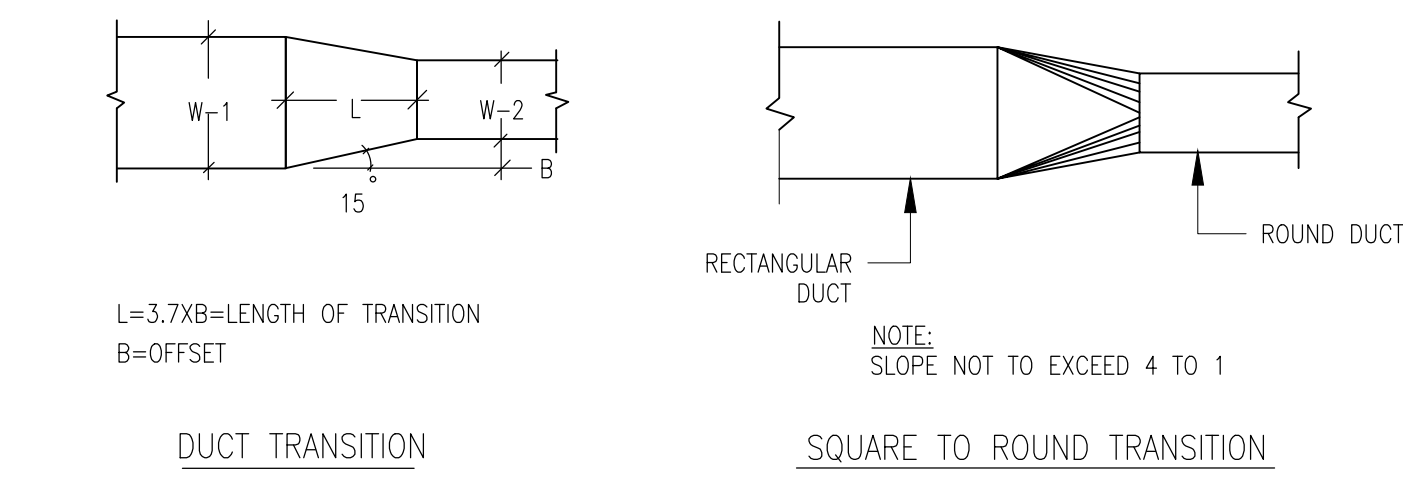 W-1
L
W-2
B
15°
L=3.7XB=LENGTH OF TRANSITION
B=OFFSET
DUCT TRANSITION
RECTANGULAR
DUCT
ROUND DUCT
NOTE:
SLOPE NOT TO EXCEED 4 TO 1
SQUARE TO ROUND TRANSITION